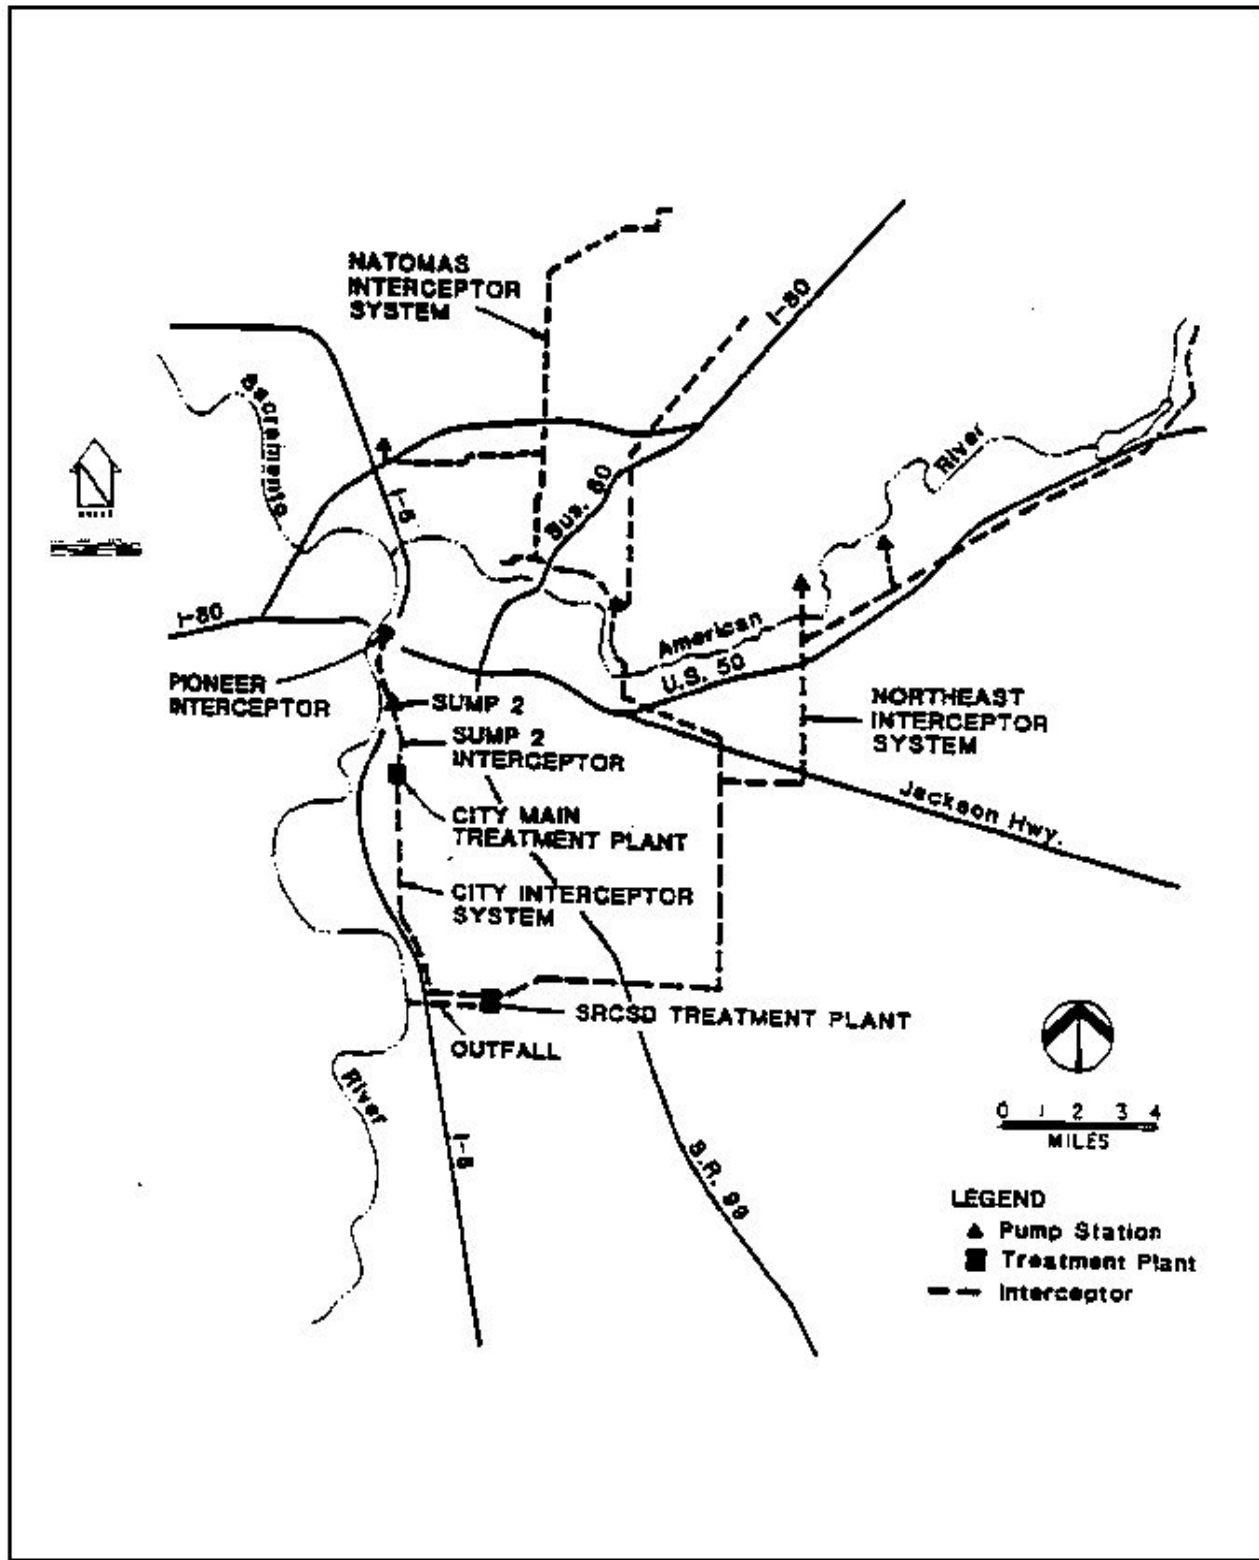 NATOMAS
INTERCEPTOR
SYSTEM
I-80
Sacramento
River
I-5
Bus. 80
I-80
American
U.S. 50
PIONEER
INTERCEPTOR
SUMP 2
NORTHEAST
INTERCEPTOR
SYSTEM
SUMP 2
INTERCEPTOR
Jackson Hwy.
CITY MAIN
TREATMENT PLANT
CITY INTERCEPTOR
SYSTEM
SRCSD TREATMENT PLANT
OUTFALL
River
I-5
S.R. 99
0 1 2 3 4
MILES
LEGEND
Pump Station
Treatment Plant
Interceptor